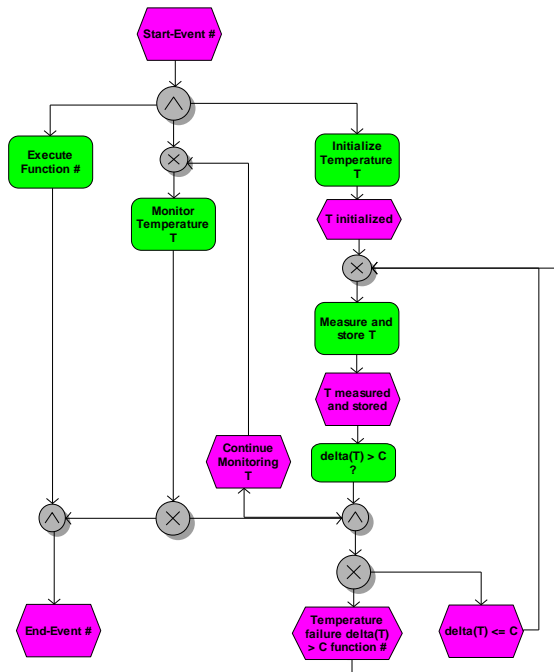 Start-Event #
Execute
Function #
Initialize
Temperature
T
Monitor
Temperature
T
T initialized
Measure and
store T
T measured
and stored
Continue
Monitoring
T
delta(T) > C
?
End-Event #
Temperature
failure delta(T)
> C function #
delta(T) <= C